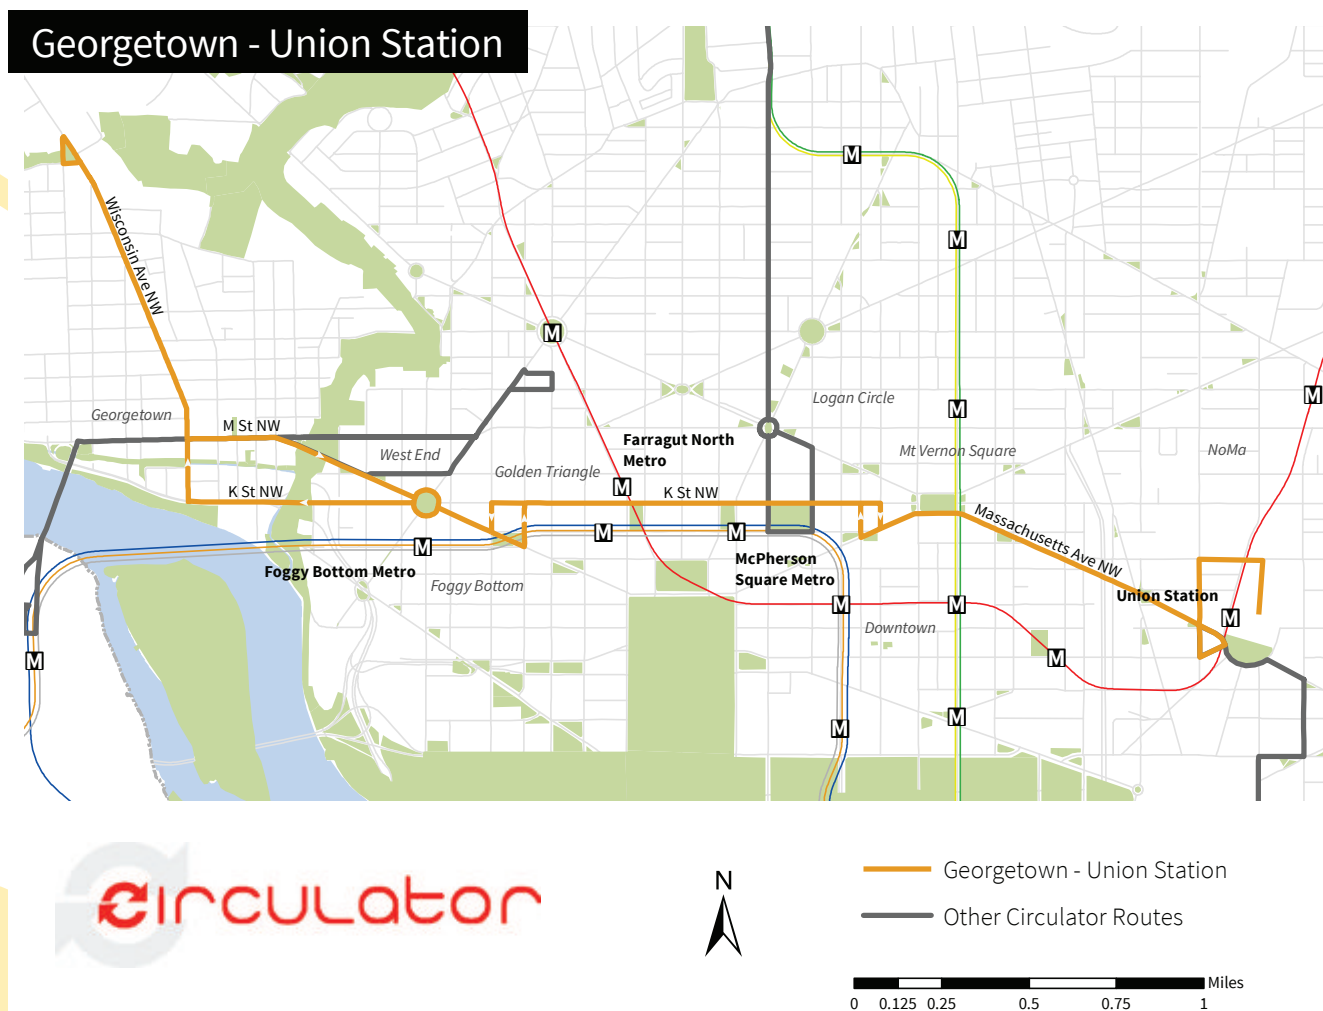 Georgetown - Union Station
M
M
Wisconsin Ave NW
M
M
M
Logan Circle
Georgetown
M St NW
Farragut North
Metro
West End
Golden Triangle
Mt Vernon Square
NoMa
M
K St NW
K St NW
M
M
M
Massachusetts Ave NW
McPherson
Square Metro
Foggy Bottom Metro
Foggy Bottom
Union Station
M
M
M
Downtown
M
M
M
M
circulator
N
Georgetown - Union Station
Other Circulator Routes
Miles
0 0.125 0.25 0.5 0.75 1